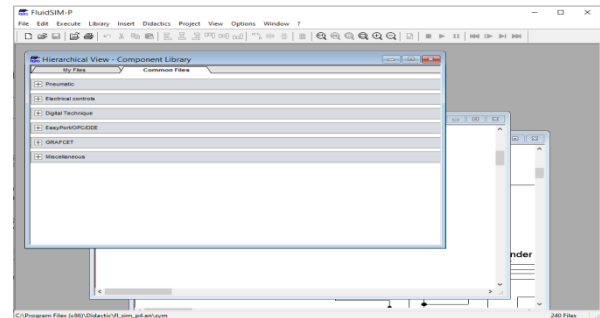 FluidSIM-P
File Edit Execute Library Insert Didactics Project View Options Window ?
Hierarchical View - Component Library
My Files Common Files
Pneumatic
Electrical controls
Digital Technique
EasyPort/OPC/DDE
GRAFCET
Miscellaneous
nder
C:\Program Files (x86)\Didactic\fl_sim_p4.en\sym 240 Files